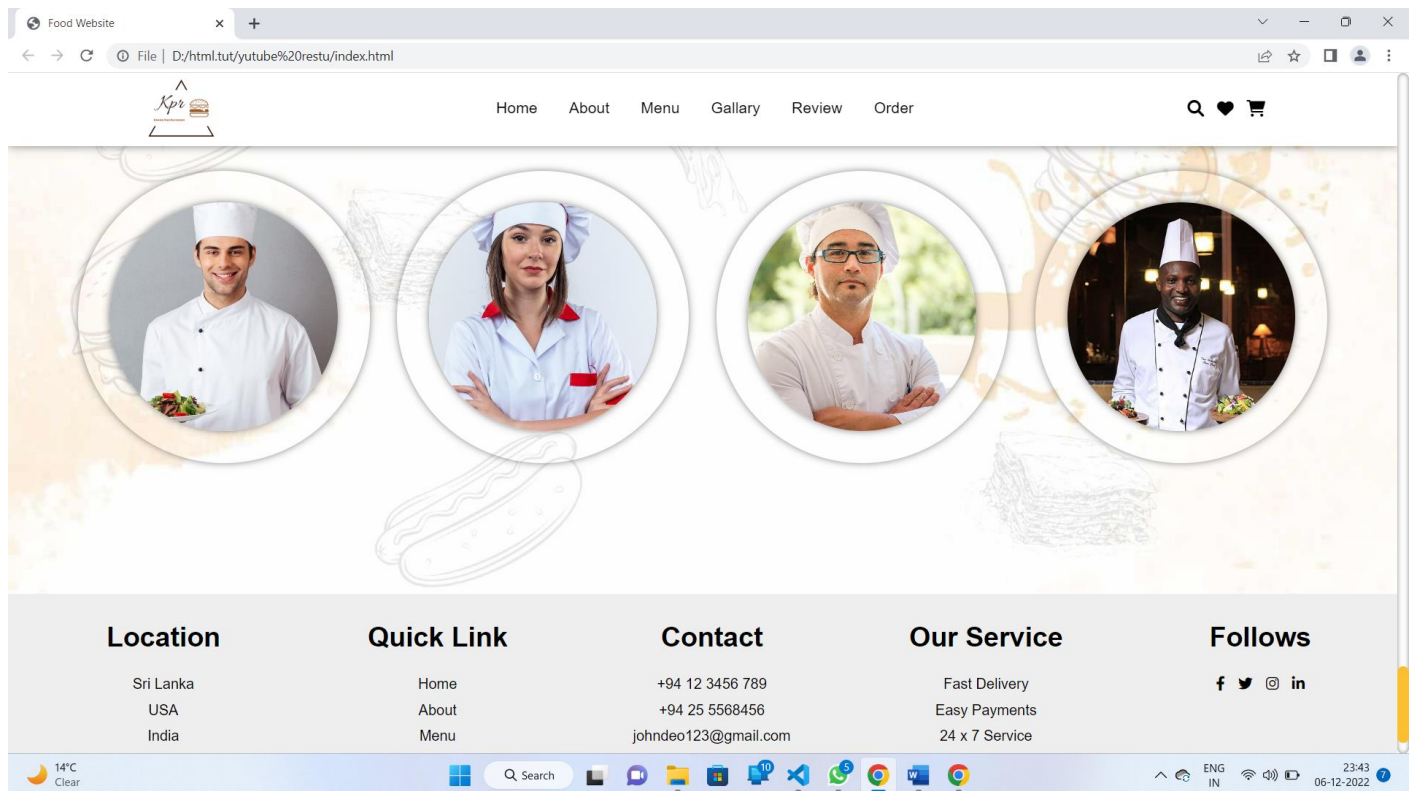 Food Website
File | D:/html.tut/yutube%20restu/index.html
Kpr
Home About Menu Gallary Review Order
Location Quick Link Contact Our Service Follows
Sri Lanka Home +94 12 3456 789 Fast Delivery
USA About +94 25 5568456 Easy Payments
India Menu johndeo123@gmail.com 24 x 7 Service
14°C
Clear
Search
10
5
ENG
IN
23:43
06-12-2022
7